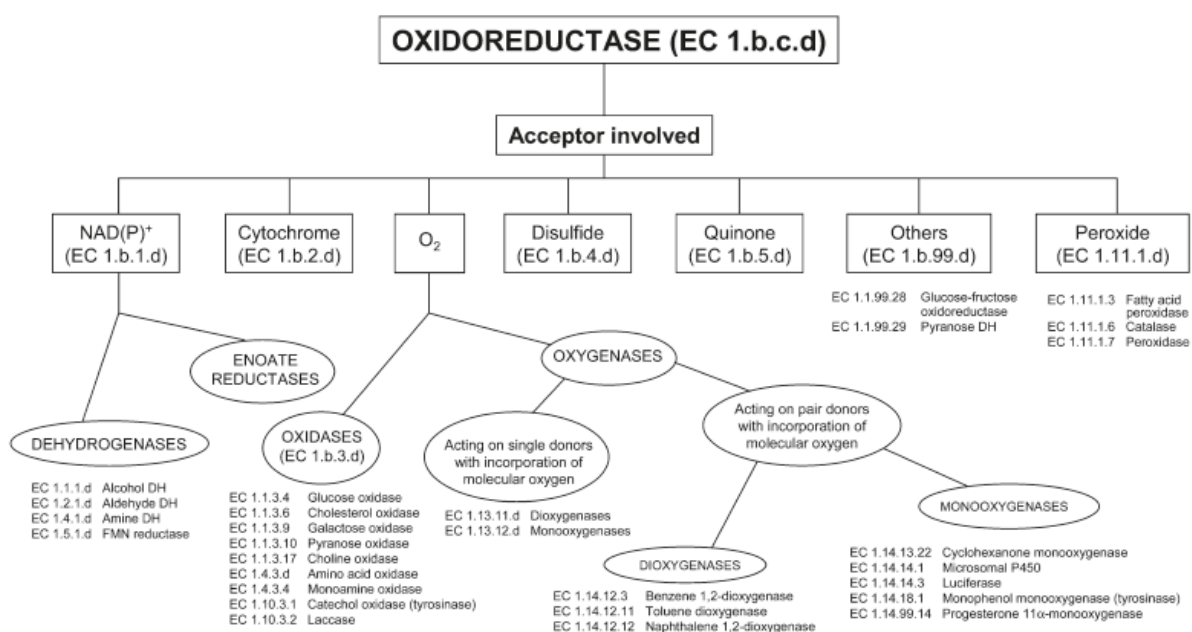 OXIDOREDUCTASE (EC 1.b.c.d)
Acceptor involved
NAD(P)⁺
(EC 1.b.1.d)
Cytochrome
(EC 1.b.2.d)
O₂
Disulfide
(EC 1.b.4.d)
Quinone
(EC 1.b.5.d)
Others
(EC 1.b.99.d)
Peroxide
(EC 1.11.1.d)
EC 1.1.99.28 Glucose-fructose
oxidoreductase
EC 1.1.99.29 Pyranose DH
EC 1.11.1.3 Fatty acid
peroxidase
EC 1.11.1.6 Catalase
EC 1.11.1.7 Peroxidase
ENOATE
REDUCTASES
OXYGENASES
DEHYDROGENASES
OXIDASES
(EC 1.b.3.d)
Acting on single donors
with incorporation of
molecular oxygen
Acting on pair donors
with incorporation of
molecular oxygen
EC 1.1.1.d Alcohol DH
EC 1.2.1.d Aldehyde DH
EC 1.4.1.d Amine DH
EC 1.5.1.d FMN reductase
EC 1.1.3.4 Glucose oxidase
EC 1.1.3.6 Cholesterol oxidase
EC 1.1.3.9 Galactose oxidase
EC 1.1.3.10 Pyranose oxidase
EC 1.1.3.17 Choline oxidase
EC 1.4.3.d Amino acid oxidase
EC 1.4.3.4 Monoamine oxidase
EC 1.10.3.1 Catechol oxidase (tyrosinase)
EC 1.10.3.2 Laccase
EC 1.13.11.d Dioxygenases
EC 1.13.12.d Monooxygenases
DIOXYGENASES
EC 1.14.12.3 Benzene 1,2-dioxygenase
EC 1.14.12.11 Toluene dioxygenase
EC 1.14.12.12 Naphthalene 1,2-dioxygenase
MONOOXYGENASES
EC 1.14.13.22 Cyclohexanone monooxygenase
EC 1.14.14.1 Microsomal P450
EC 1.14.14.3 Luciferase
EC 1.14.18.1 Monophenol monooxygenase (tyrosinase)
EC 1.14.99.14 Progesterone 11α-monooxygenase